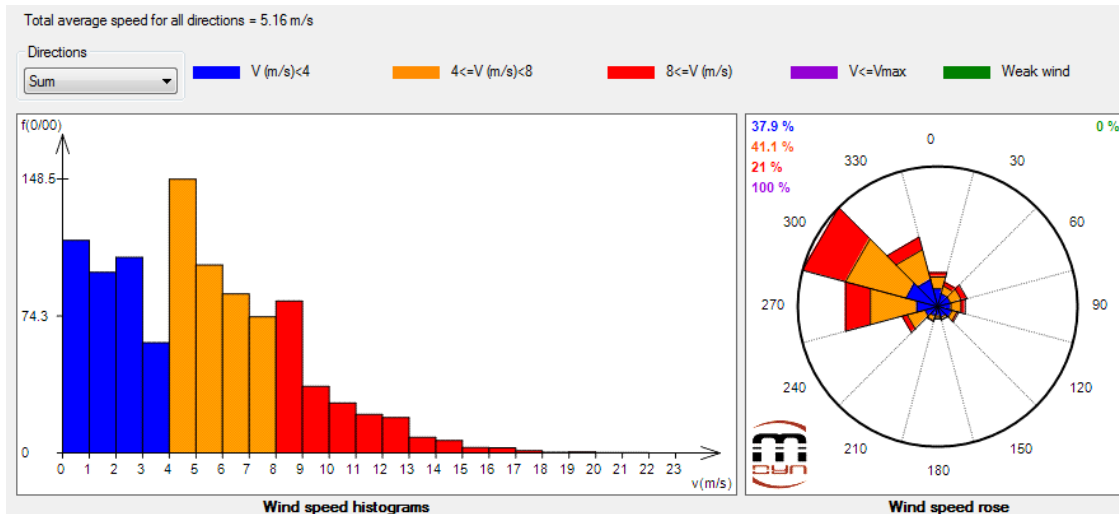 Total average speed for all directions = 5.16 m/s
Directions
Sum
V (m/s)<4
4<=V (m/s)<8
8<=V (m/s)
V<=Vmax
Weak wind
f(0/00)
148.5
74.3
0
0 1 2 3 4 5 6 7 8 9 10 11 12 13 14 15 16 17 18 19 20 21 22 23
v(m/s)
Wind speed histograms
37.9 %
41.1 %
21 %
100 %
0 %
0
30
60
90
120
150
180
210
240
270
300
330
m
cyn
Wind speed rose